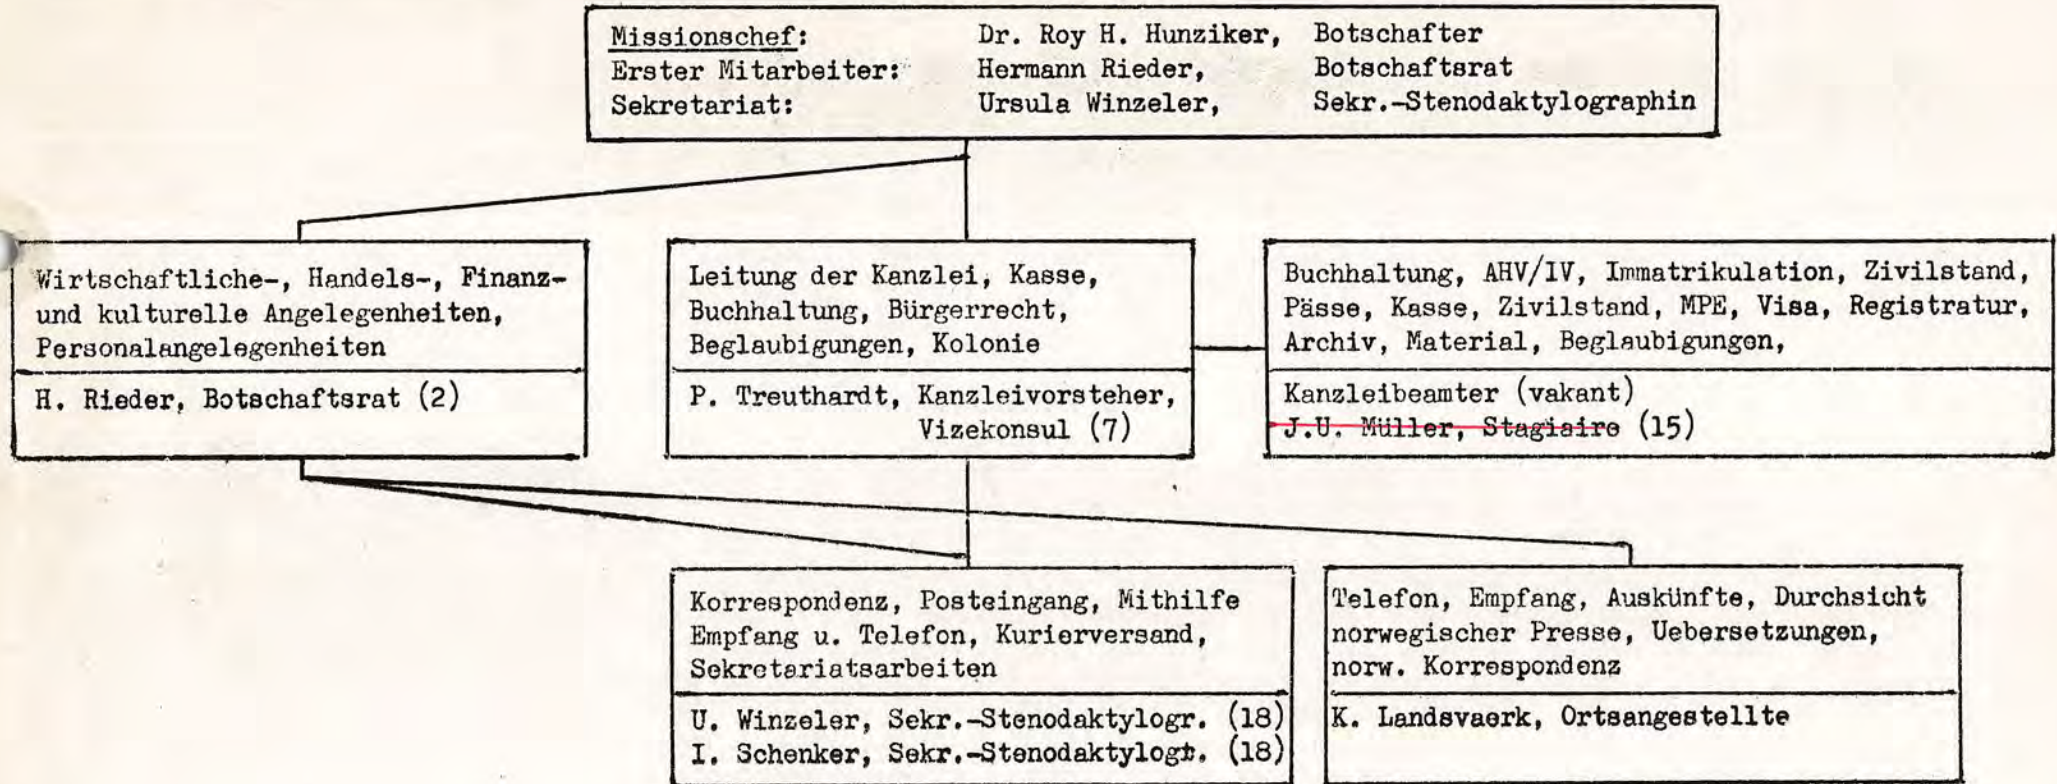 Missionschef: Dr. Roy H. Hunziker, Botschafter
Erster Mitarbeiter: Hermann Rieder, Botschaftsrat
Sekretariat: Ursula Winzeler, Sekr.-Stenodaktylographin
Wirtschaftliche-, Handels-, Finanz-
und kulturelle Angelegenheiten,
Personalangelegenheiten
H. Rieder, Botschaftsrat (2)
Leitung der Kanzlei, Kasse,
Buchhaltung, Bürgerrecht,
Beglaubigungen, Kolonie
P. Treuthardt, Kanzleivorsteher,
Vizekonsul (7)
Buchhaltung, AHV/IV, Immatrikulation, Zivilstand,
Pässe, Kasse, Zivilstand, MPE, Visa, Registratur,
Archiv, Material, Beglaubigungen,
Kanzleibeamter (vakant)
J.U. Müller, Stagiaire (15)
Korrespondenz, Posteingang, Mithilfe
Empfang u. Telefon, Kurierversand,
Sekretariatsarbeiten
U. Winzeler, Sekr.-Stenodaktylogr. (18)
I. Schenker, Sekr.-Stenodaktylogt. (18)
Telefon, Empfang, Auskünfte, Durchsicht
norwegischer Presse, Uebersetzungen,
norw. Korrespondenz
K. Landsvaerk, Ortsangestellte